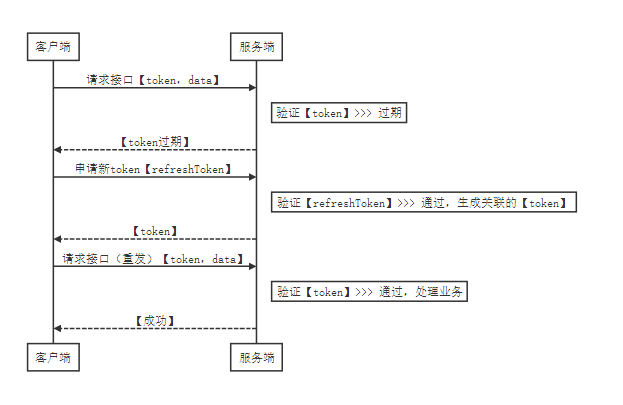 客户端
服务端
请求接口【token, data】
验证【token】>>> 过期
【token过期】
申请新token【refreshToken】
验证【refreshToken】>>> 通过, 生成关联的【token】
【token】
请求接口（重发）【token, data】
验证【token】>>> 通过, 处理业务
【成功】
客户端
服务端